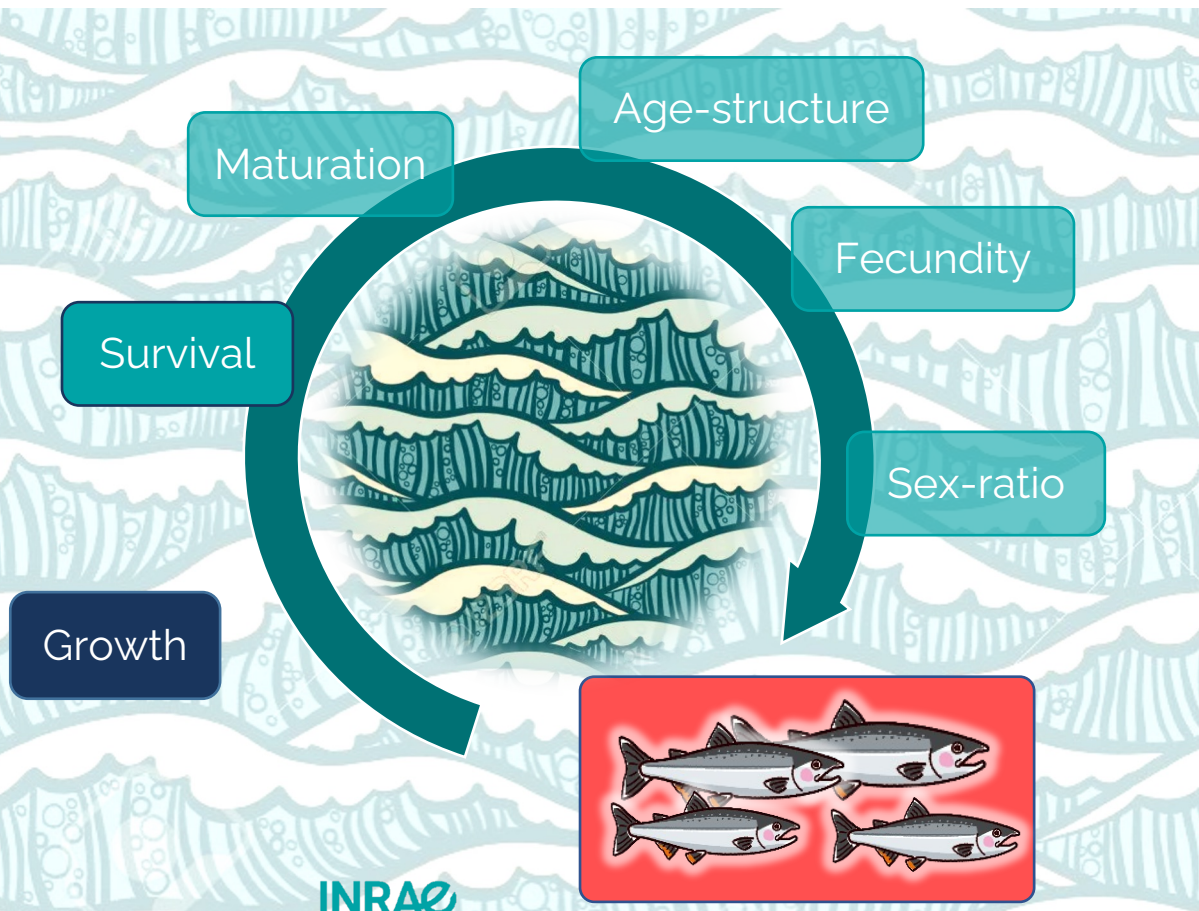 Age-structure
Maturation
Fecundity
Survival
Sex-ratio
Growth
INRAE